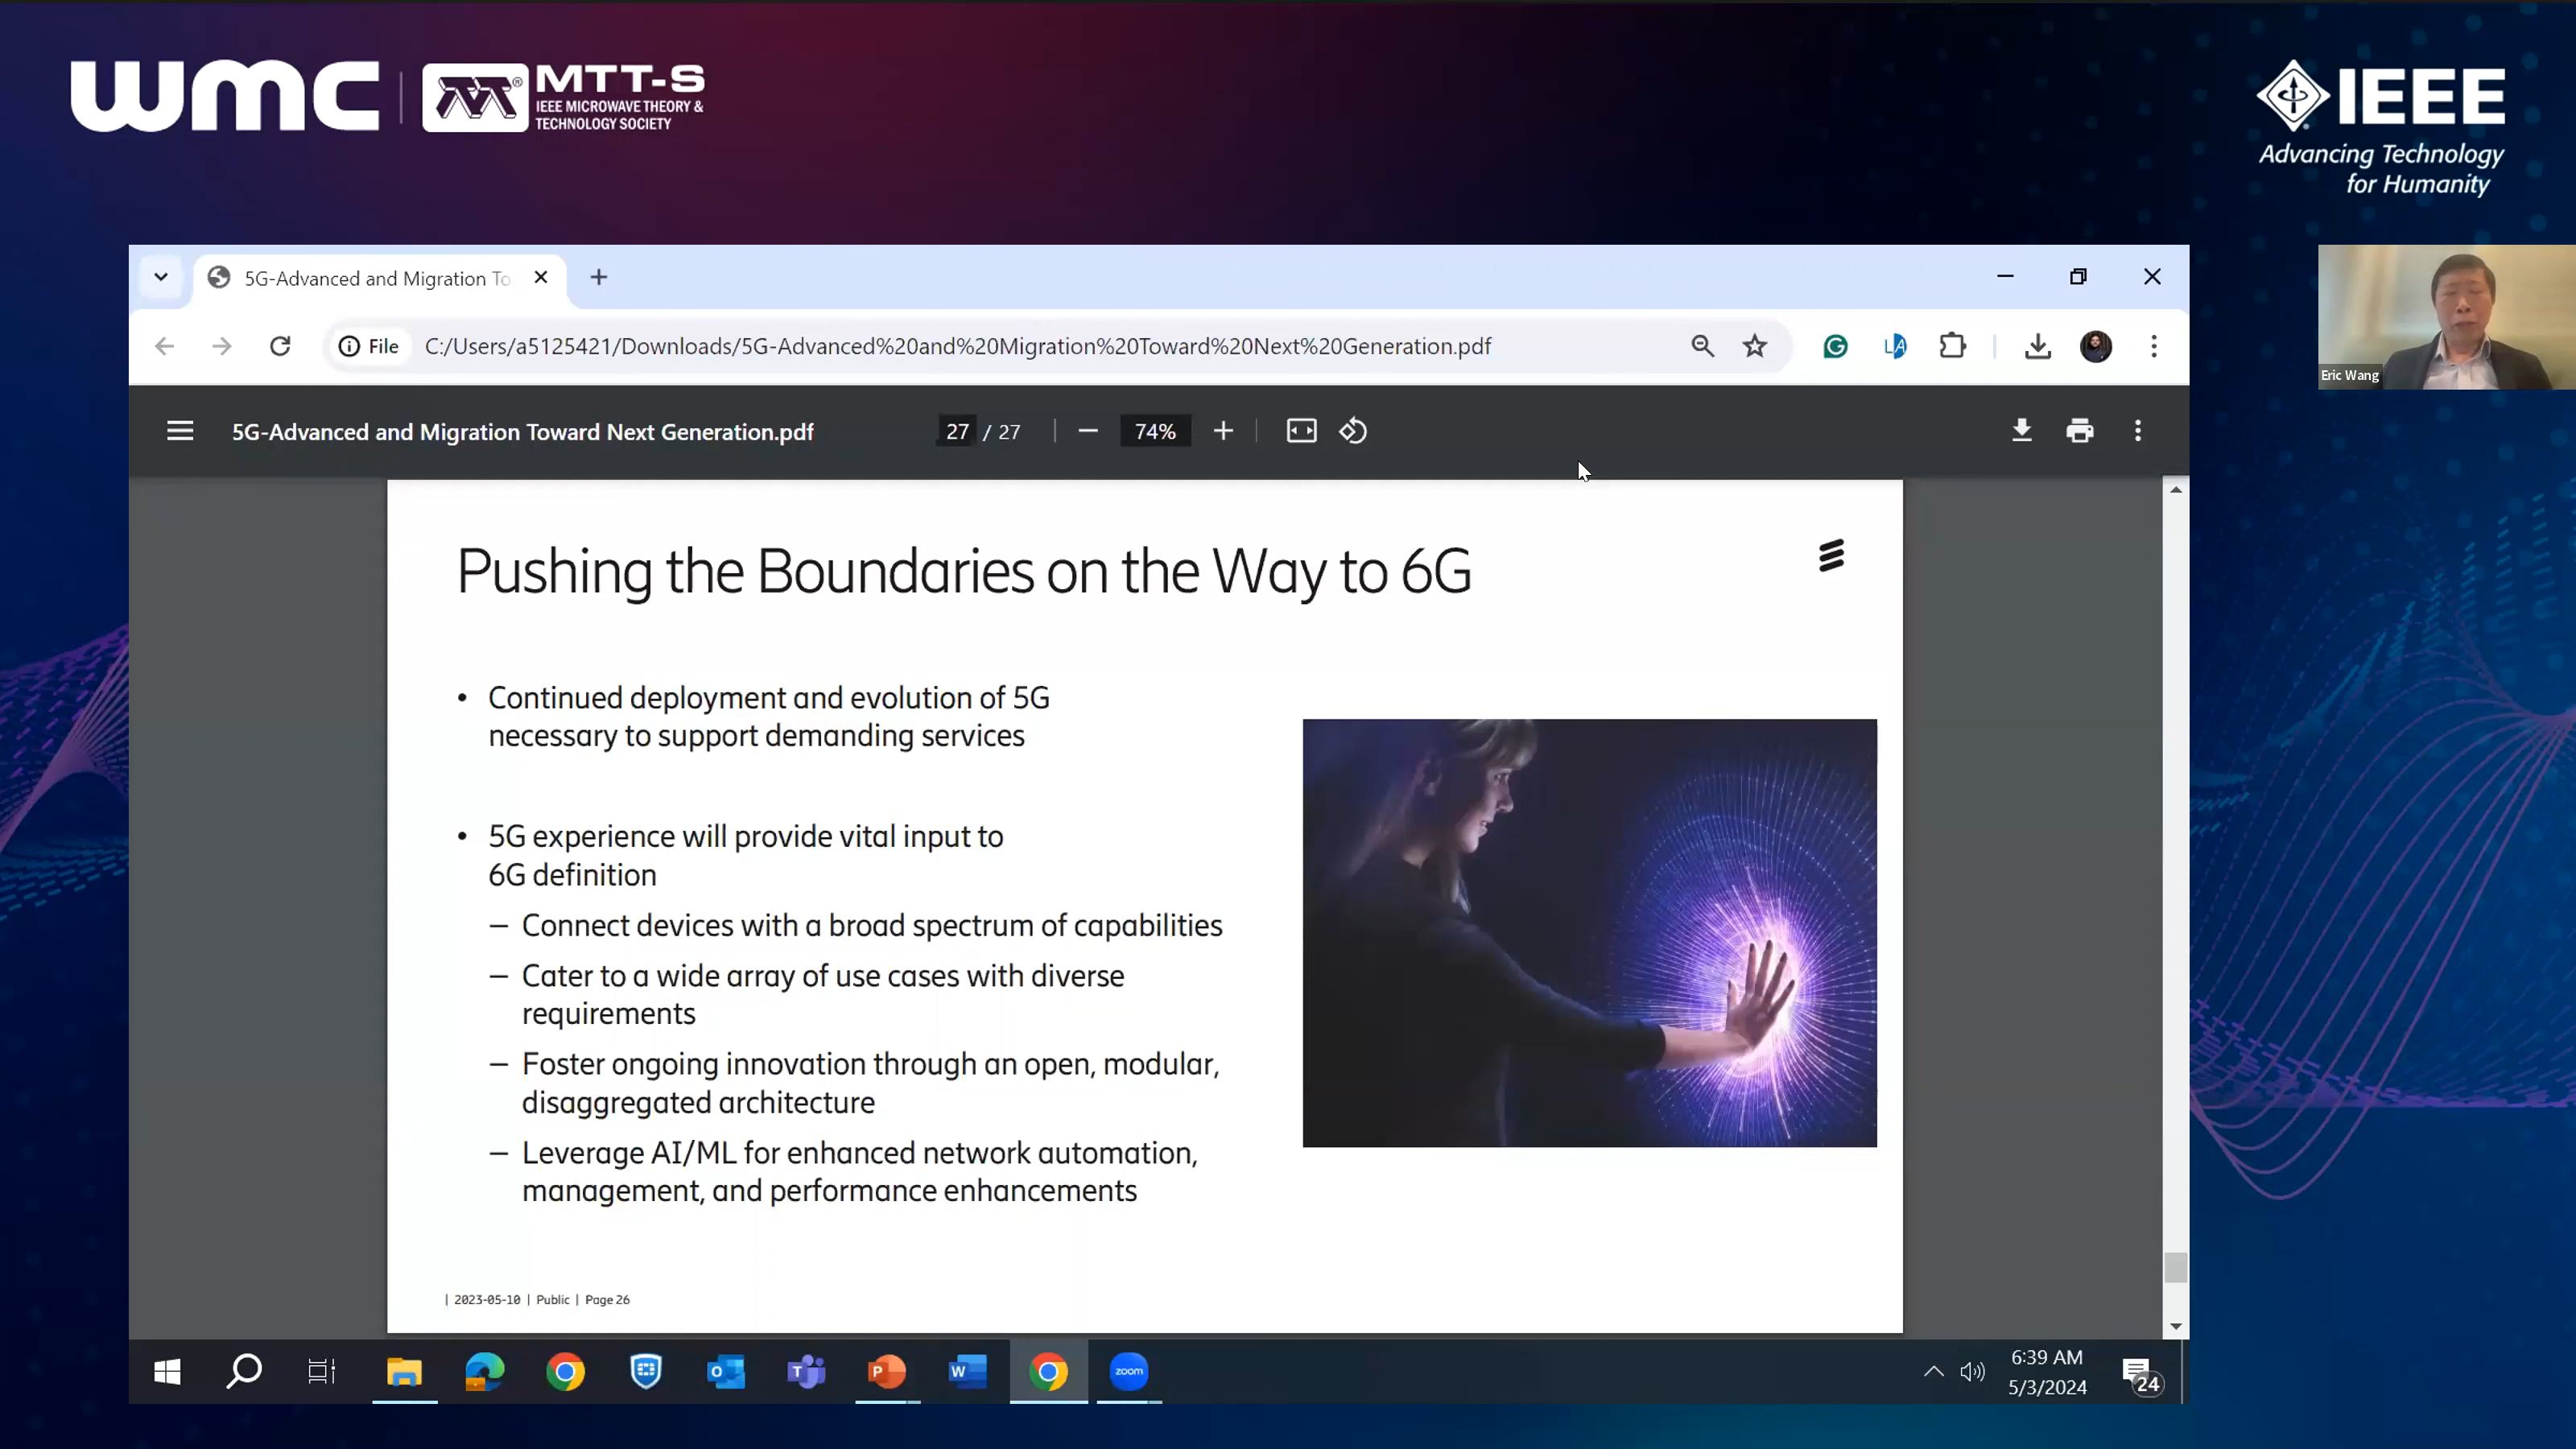 wmc
MTT-S
IEEE MICROWAVE THEORY &
TECHNOLOGY SOCIETY
IEEE
Advancing Technology
for Humanity
5G-Advanced and Migration To
File
C:/Users/a5125421/Downloads/5G-Advanced%20and%20Migration%20Toward%20Next%20Generation.pdf
Eric Wang
5G-Advanced and Migration Toward Next Generation.pdf
27 / 27
74%
Pushing the Boundaries on the Way to 6G
• Continued deployment and evolution of 5G
necessary to support demanding services
• 5G experience will provide vital input to
6G definition
– Connect devices with a broad spectrum of capabilities
– Cater to a wide array of use cases with diverse
requirements
– Foster ongoing innovation through an open, modular,
disaggregated architecture
– Leverage AI/ML for enhanced network automation,
management, and performance enhancements
| 2023-05-10 | Public | Page 26
zoom
6:39 AM
5/3/2024
24